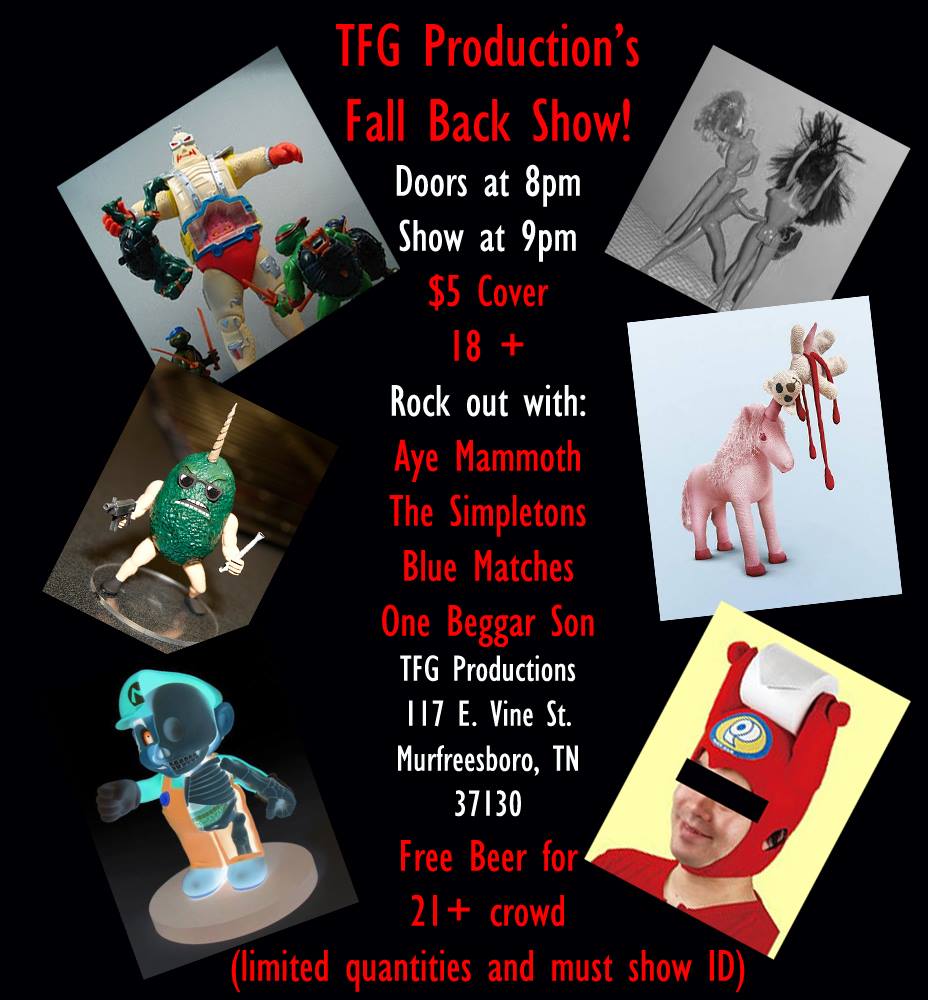 TFG Production's
Fall Back Show!
Doors at 8pm
Show at 9pm
$5 Cover
18 +
Rock out with:
Aye Mammoth
The Simpletons
Blue Matches
One Beggar Son
TFG Productions
117 E. Vine St.
Murfreesboro, TN
37130
Free Beer for
21+ crowd
(limited quantities and must show ID)